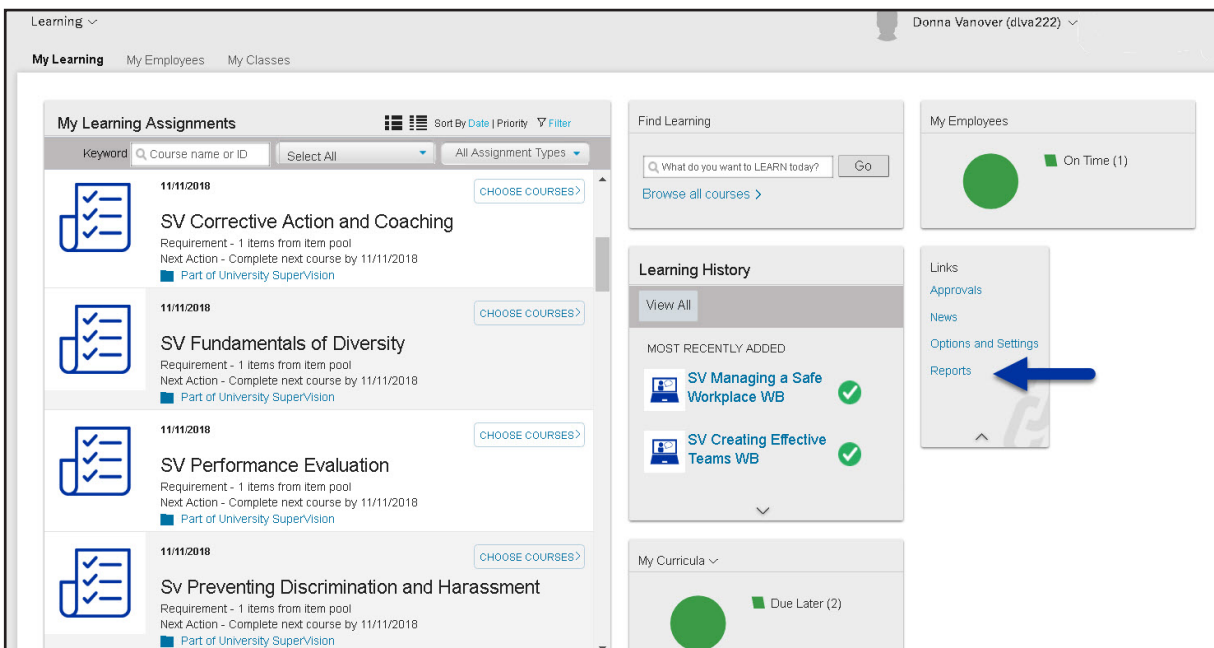 Learning
Donna Vanover (dlva222)
My Learning My Employees My Classes
My Learning Assignments
Sort By Date | Priority Filter
Keyword Course name or ID Select All All Assignment Types
11/11/2018
CHOOSE COURSES
SV Corrective Action and Coaching
Requirement - 1 items from item pool
Next Action - Complete next course by 11/11/2018
Part of University SuperVision
11/11/2018
CHOOSE COURSES
SV Fundamentals of Diversity
Requirement - 1 items from item pool
Next Action - Complete next course by 11/11/2018
Part of University SuperVision
11/11/2018
CHOOSE COURSES
SV Performance Evaluation
Requirement - 1 items from item pool
Next Action - Complete next course by 11/11/2018
Part of University SuperVision
11/11/2018
CHOOSE COURSES
Sv Preventing Discrimination and Harassment
Requirement - 1 items from item pool
Next Action - Complete next course by 11/11/2018
Part of University SuperVision
Find Learning
What do you want to LEARN today? Go
Browse all courses
Learning History
View All
MOST RECENTLY ADDED
SV Managing a Safe
Workplace WB
SV Creating Effective
Teams WB
My Curricula
Due Later (2)
My Employees
On Time (1)
Links
Approvals
News
Options and Settings
Reports